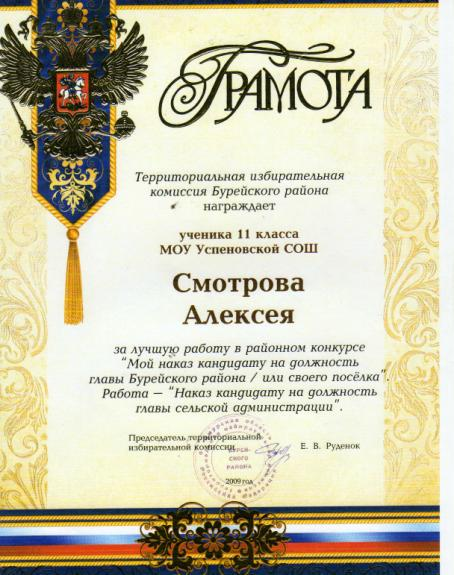 ГРАМОТА
Территориальная избирательная
комиссия Бурейского района
награждает
ученика 11 класса
МОУ Успеновской СОШ
Смотрова
Алексея
за лучшую работу в районном конкурсе
"Мой наказ кандидату на должность
главы Бурейского района / или своего посёлка".
Работа — "Наказ кандидату на должность
главы сельской администрации".
Председатель территориальной
избирательной комиссии
Е. В. Руденок
БУРЕЙ-
СКОГО
РАЙОНА
2009 год